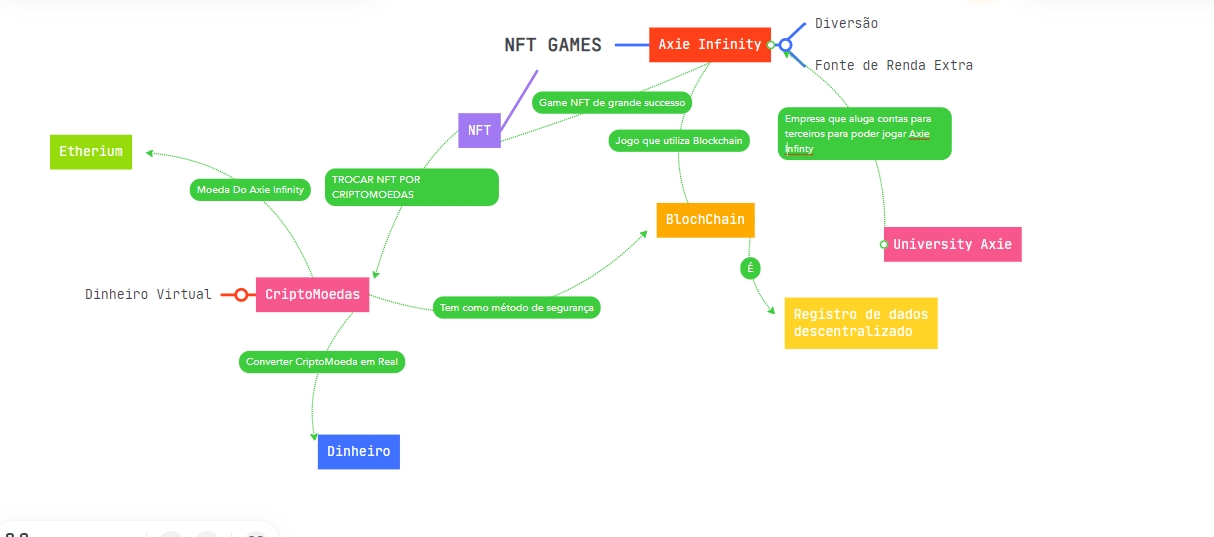 Diversão
NFT GAMES
Axie Infinity
Fonte de Renda Extra
Game NFT de grande successo
NFT
Empresa que aluga contas para
terceiros para poder jogar Axie
Infinty
Jogo que utiliza Blockchain
Etherium
TROCAR NFT POR
CRIPTOMOEDAS
Moeda Do Axie Infinity
BlochChain
University Axie
É
Dinheiro Virtual
CriptoMoedas
Tem como método de segurança
Registro de dados
descentralizado
Converter CriptoMoeda em Real
Dinheiro